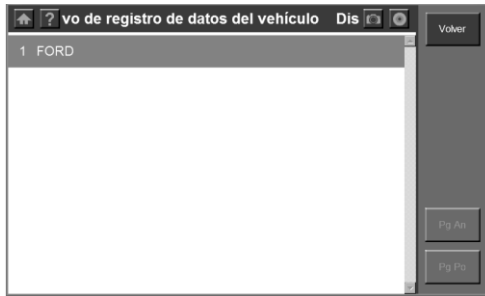 vo de registro de datos del vehículo Dis
Volver
1 FORD
Pg An
Pg Po